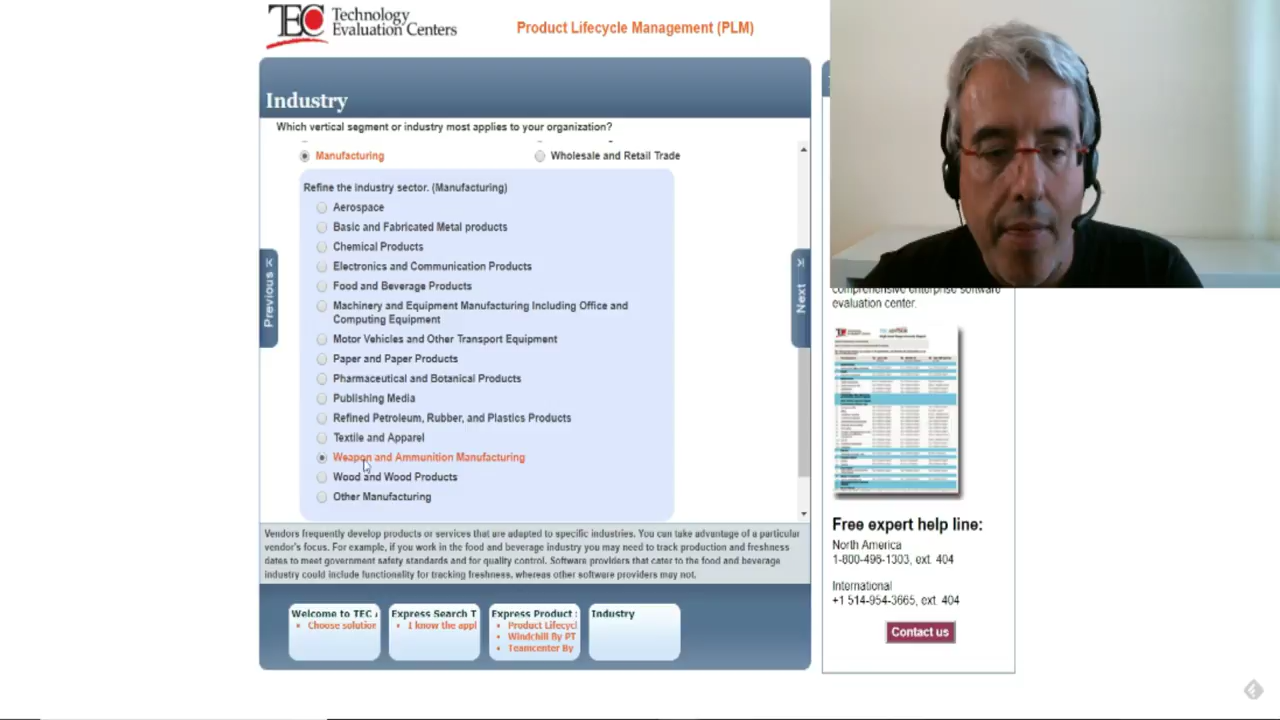 TEC Technology
Evaluation Centers
Product Lifecycle Management (PLM)
Industry
Which vertical segment or industry most applies to your organization?
Manufacturing
Wholesale and Retail Trade
Refine the industry sector. (Manufacturing)
Aerospace
Basic and Fabricated Metal products
Chemical Products
Electronics and Communication Products
Food and Beverage Products
Machinery and Equipment Manufacturing Including Office and
Computing Equipment
Motor Vehicles and Other Transport Equipment
Paper and Paper Products
Pharmaceutical and Botanical Products
Publishing Media
Refined Petroleum, Rubber, and Plastics Products
Textile and Apparel
Weapon and Ammunition Manufacturing
Wood and Wood Products
Other Manufacturing
Previous <
Next >
Vendors frequently develop products or services that are adapted to specific industries. You can take advantage of a particular
vendor's focus. For example, if you work in the food and beverage industry you may need to track production and freshness
dates to meet government safety standards and for quality control. Software providers that cater to the food and beverage
industry could include functionality for tracking freshness, whereas other software providers may not.
Welcome to TEC
• Choose solution
Express Search T
• I know the appl
Express Product
• Product Lifecycl
• Windchill By PT
• Teamcenter By
Industry
comprehensive enterprise software
evaluation center.
Free expert help line:
North America
1-800-496-1303, ext. 404
International
+1 514-954-3665, ext. 404
Contact us